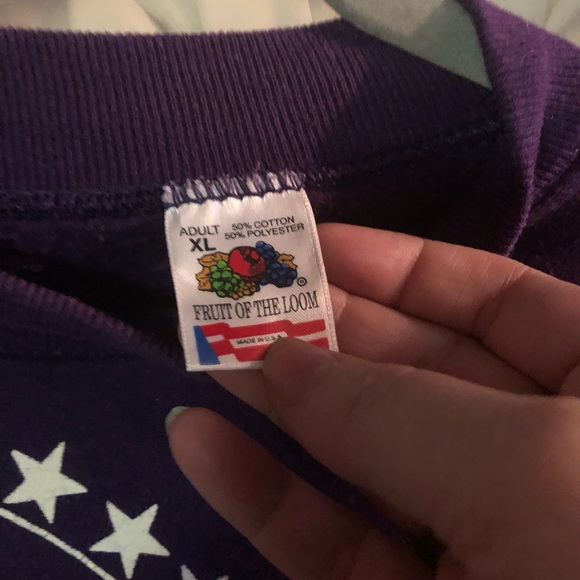 ADULT 50% COTTON
XL 50% POLYESTER
FRUIT OF THE LOOM
MADE IN U.S.A.